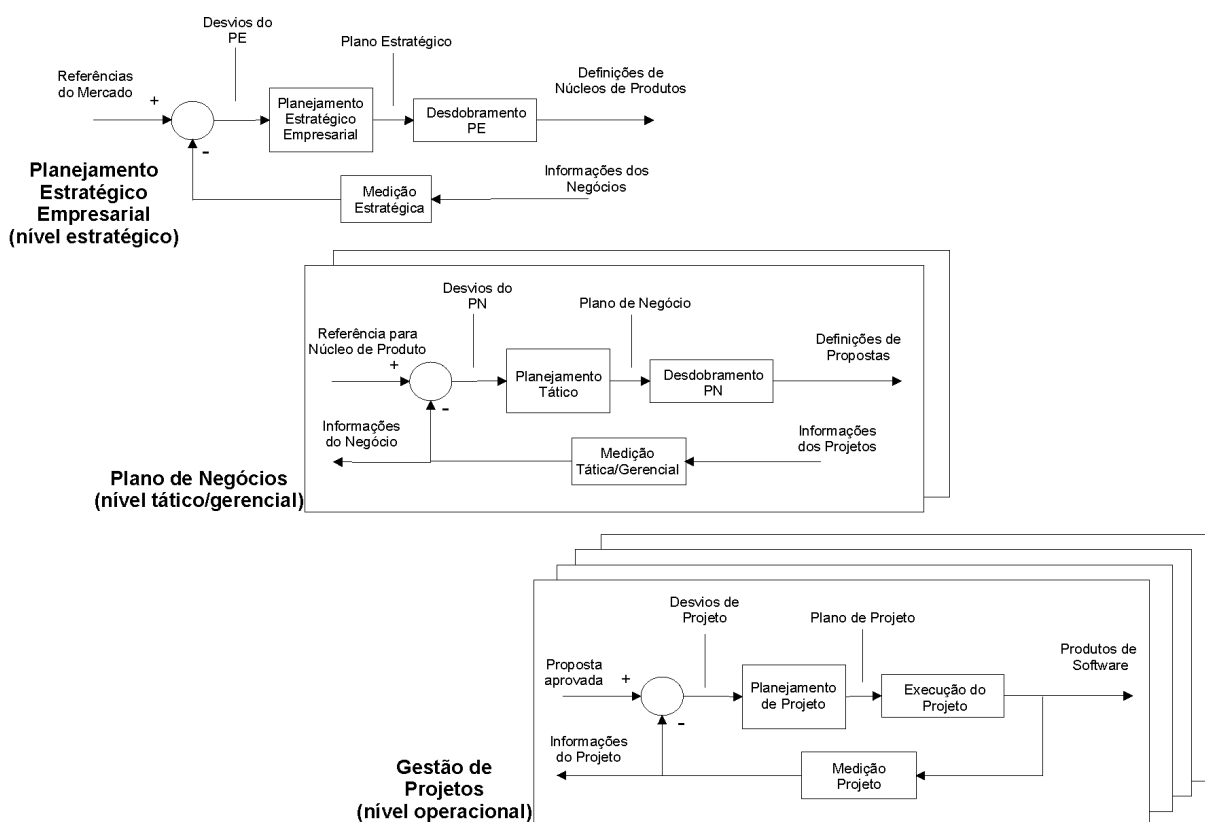 Desvios do
PE
Plano Estratégico
Referências
do Mercado
+
-
Planejamento
Estratégico
Empresarial
Desdobramento
PE
Definições de
Núcleos de Produtos
Informações dos
Negócios
Medição
Estratégica
Planejamento
Estratégico
Empresarial
(nível estratégico)
Desvios do
PN
Plano de Negócio
Referência para
Núcleo de Produto
+
-
Planejamento
Tático
Desdobramento
PN
Definições de
Propostas
Informações
do Negócio
Medição
Tática/Gerencial
Informações
dos Projetos
Plano de Negócios
(nível tático/gerencial)
Desvios de
Projeto
Plano de Projeto
Proposta
aprovada
+
-
Planejamento
de Projeto
Execução do
Projeto
Produtos de
Software
Informações
do Projeto
Medição
Projeto
Gestão de
Projetos
(nível operacional)